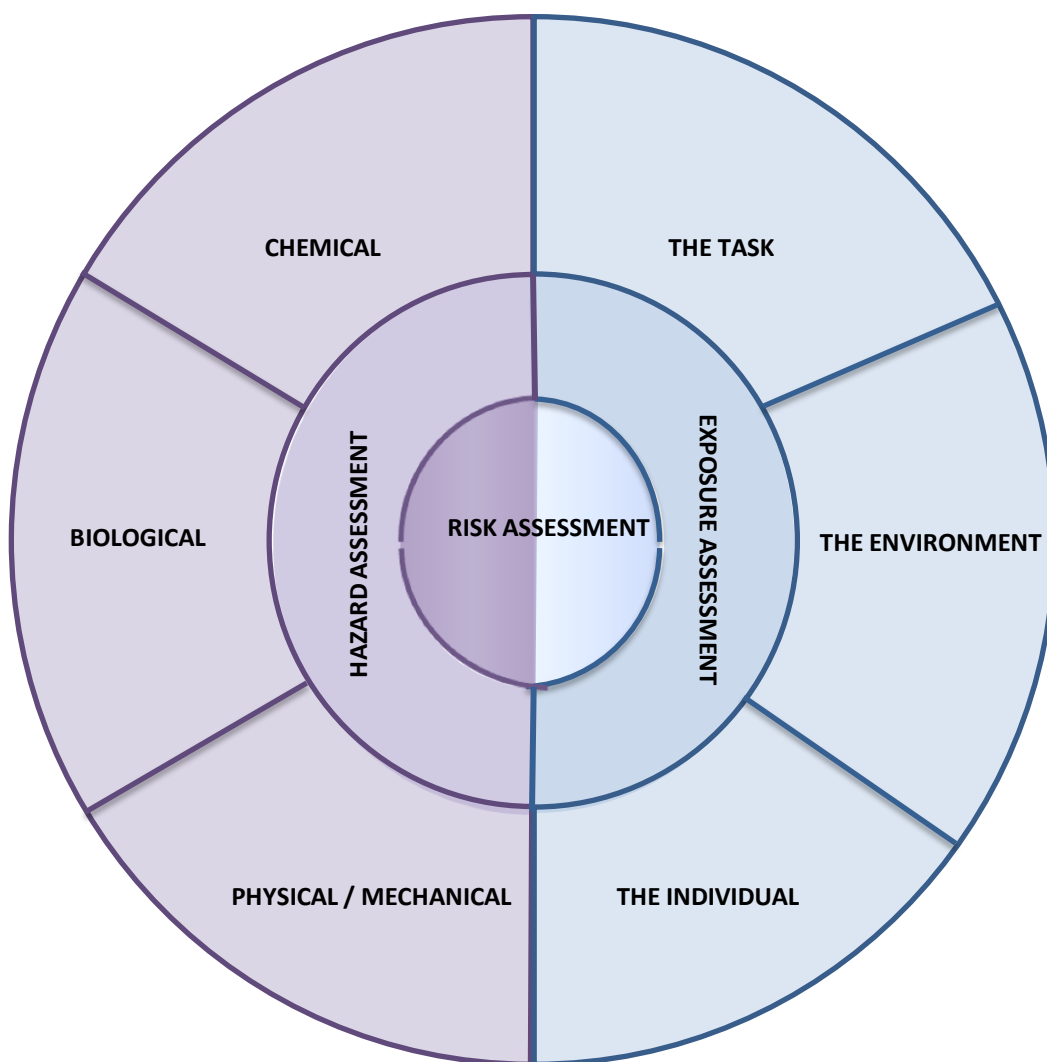 CHEMICAL
THE TASK
HAZARD ASSESSMENT
EXPOSURE ASSESSMENT
BIOLOGICAL
RISK ASSESSMENT
THE ENVIRONMENT
PHYSICAL / MECHANICAL
THE INDIVIDUAL